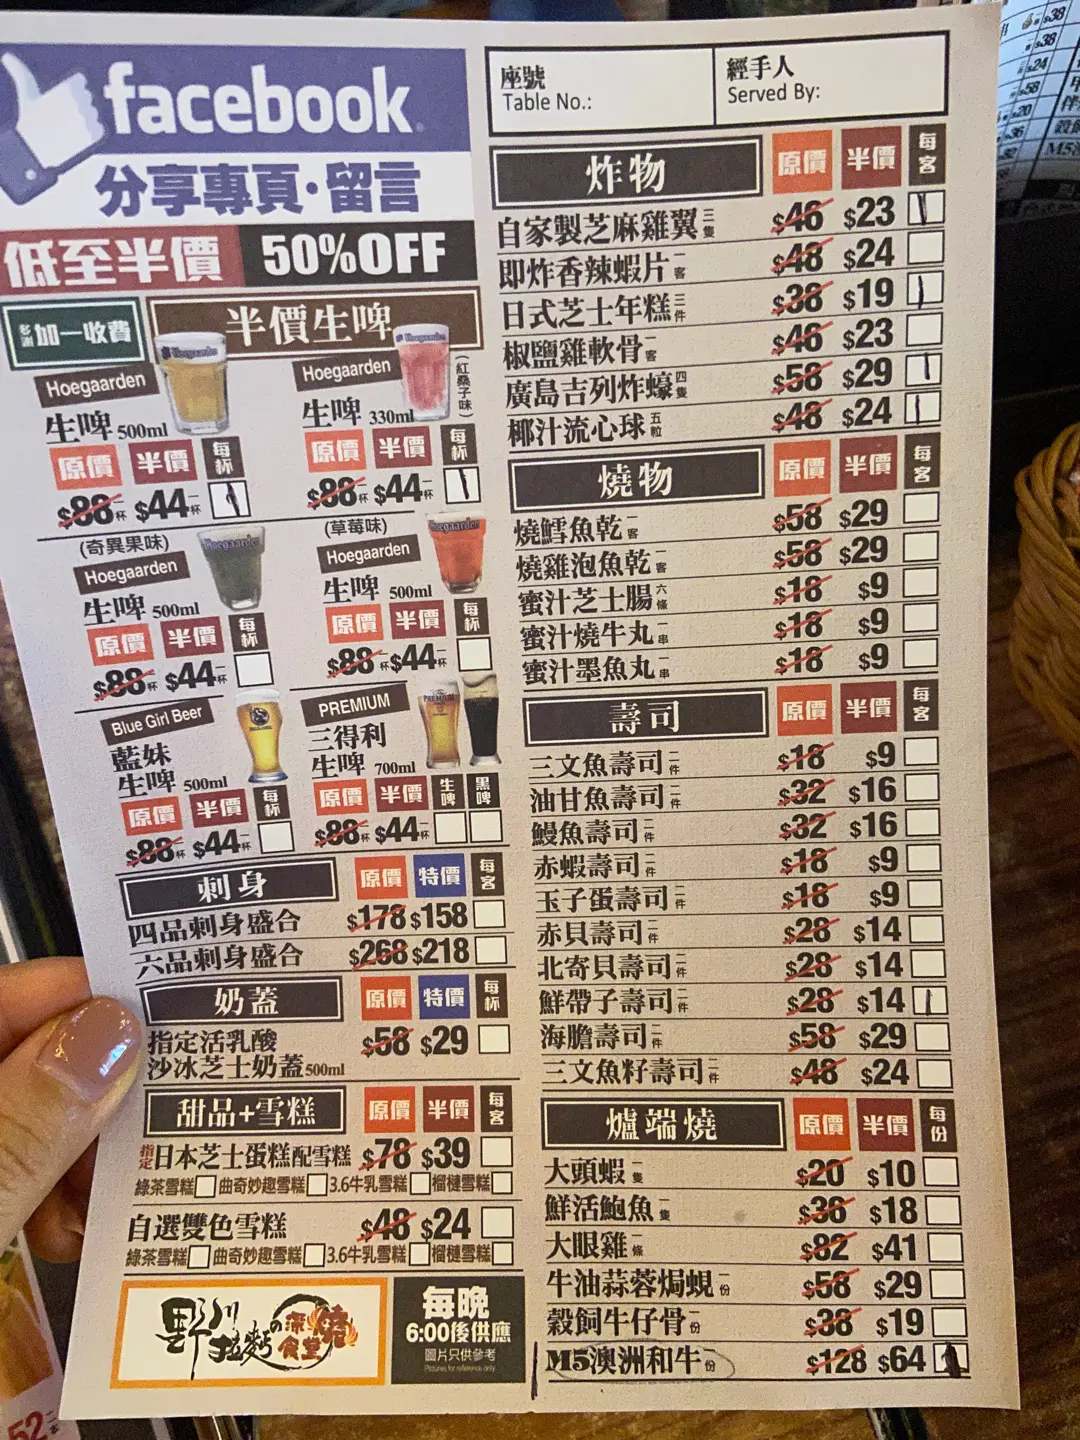 facebook
分享專頁·留言
低至半價 50%OFF
多謝 加一收費
半價生啤
Hoegaarden
生啤 500ml
原價 半價 每杯
$88杯 $44杯
Hoegaarden
(紅桑子味)
生啤 330ml
原價 半價 每杯
$88杯 $44杯
(奇異果味)
Hoegaarden
生啤 500ml
原價 半價 每杯
$88杯 $44杯
(草莓味)
Hoegaarden
生啤 500ml
原價 半價 每杯
$88杯 $44杯
Blue Girl Beer
藍妹
生啤 500ml
原價 半價 每杯
$88杯 $44杯
PREMIUM
三得利
生啤 700ml
原價 半價 生啤 黑啤
$88杯 $44杯
刺身 原價 特價 每客
四品刺身盛合 $178 $158
六品刺身盛合 $268 $218
奶蓋 原價 特價 每杯
指定活乳酸
沙冰芝士奶蓋 500ml $58 $29
甜品+雪糕 原價 半價 每客
指定 日本芝士蛋糕配雪糕 $78 $39
綠茶雪糕 曲奇妙趣雪糕 3.6牛乳雪糕 榴槤雪糕
自選雙色雪糕 $48 $24
綠茶雪糕 曲奇妙趣雪糕 3.6牛乳雪糕 榴槤雪糕
野川拉麵の深燒食堂
每晚
6:00後供應
圖片只供參考
Pictures for reference only
座號
Table No.:
經手人
Served By:
炸物 原價 半價 每客
自家製芝麻雞翼 三隻 $46 $23
即炸香辣蝦片 一客 $48 $24
日式芝士年糕 三件 $38 $19
椒鹽雞軟骨 一客 $46 $23
廣島吉列炸蠔 四隻 $58 $29
椰汁流心球 五粒 $48 $24
燒物 原價 半價 每客
燒鱈魚乾 一客 $58 $29
燒雞泡魚乾 一客 $58 $29
蜜汁芝士腸 六條 $18 $9
蜜汁燒牛丸 一串 $18 $9
蜜汁墨魚丸 一串 $18 $9
壽司 原價 半價 每客
三文魚壽司 二件 $18 $9
油甘魚壽司 二件 $32 $16
鰻魚壽司 二件 $32 $16
赤蝦壽司 二件 $18 $9
玉子蛋壽司 二件 $18 $9
赤貝壽司 二件 $28 $14
北寄貝壽司 二件 $28 $14
鮮帶子壽司 二件 $28 $14
海膽壽司 二件 $58 $29
三文魚籽壽司 二件 $48 $24
爐端燒 原價 半價 每份
大頭蝦 一隻 $20 $10
鮮活鮑魚 一隻 $36 $18
大眼雞 一條 $82 $41
牛油蒜蓉焗蜆 一份 $58 $29
穀飼牛仔骨 一份 $38 $19
M5澳洲和牛 一份 $128 $64